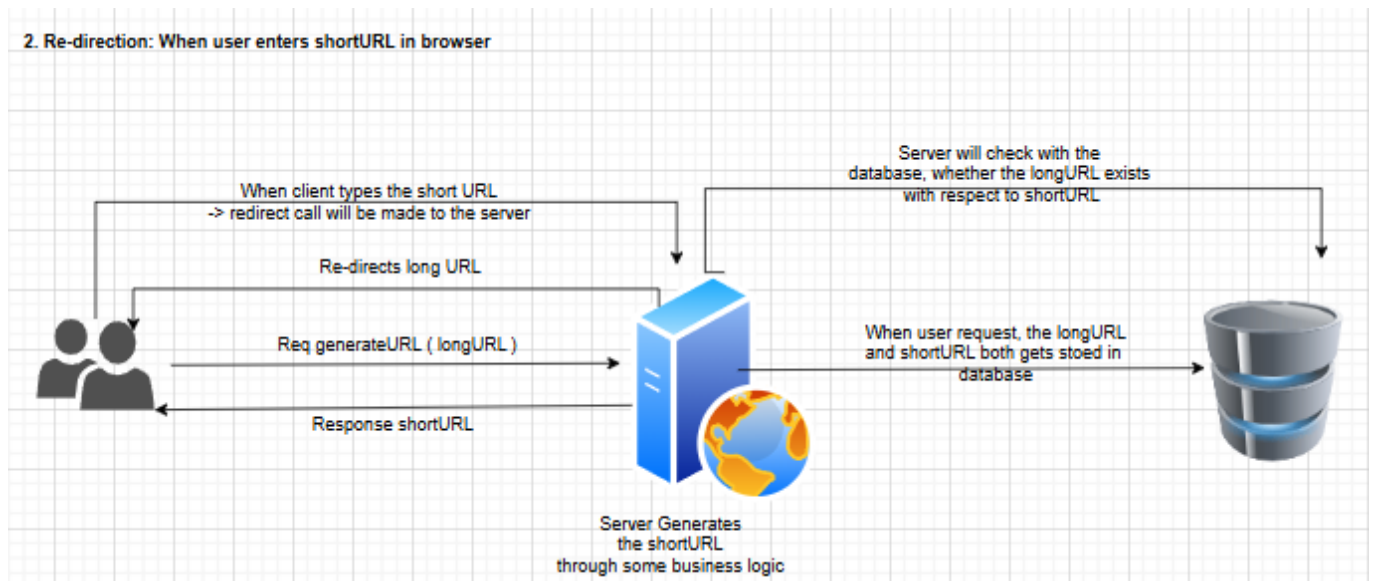 2. Re-direction: When user enters shortURL in browser
When client types the short URL
-> redirect call will be made to the server
Re-directs long URL
Req generateURL ( longURL )
Response shortURL
Server Generates
the shortURL
through some business logic
Server will check with the
database, whether the longURL exists
with respect to shortURL
When user request, the longURL
and shortURL both gets stoed in
database